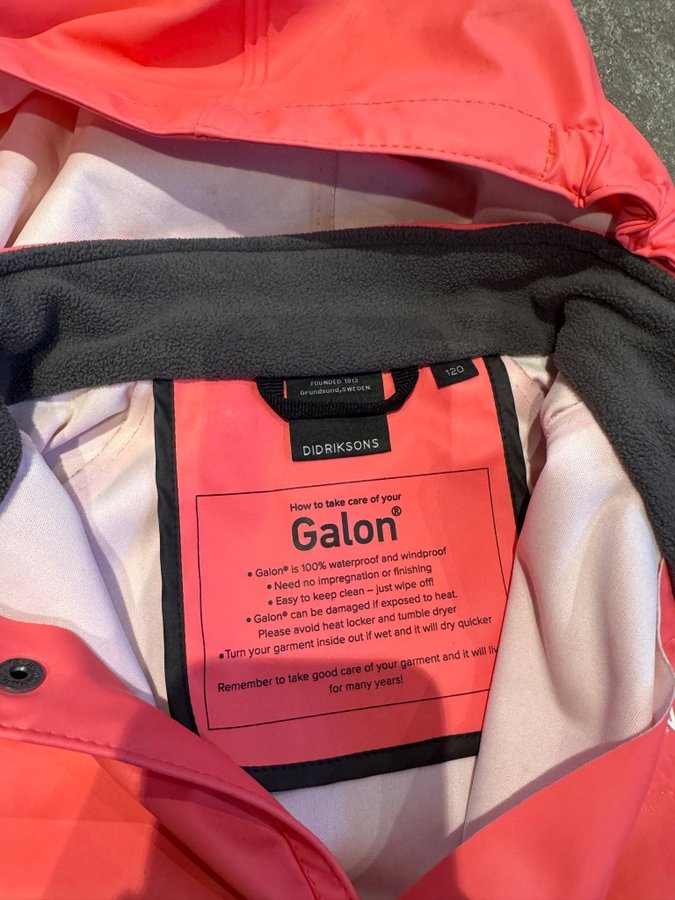 FOUNDED 1913
Grundsund, SWEDEN
120
DIDRIKSONS
How to take care of your
Galon®
• Galon® is 100% waterproof and windproof
• Need no impregnation or finishing
• Easy to keep clean – just wipe off!
• Galon® can be damaged if exposed to heat.
Please avoid heat locker and tumble dryer
• Turn your garment inside out if wet and it will dry quicker
Remember to take good care of your garment and it will liv
for many years!